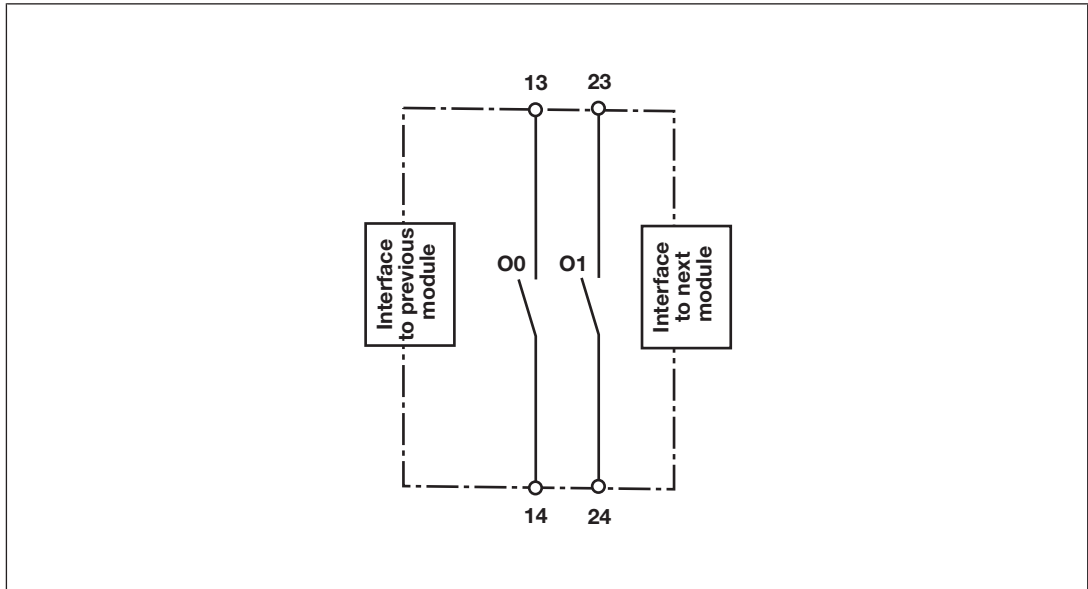 13 23
Interface
to previous
module
O0 O1
Interface
to next
module
14 24